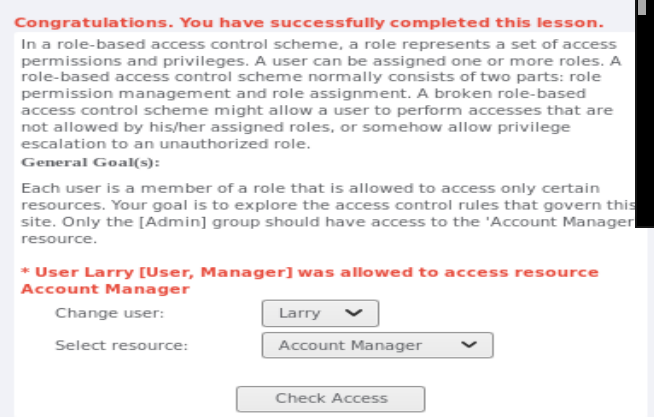 Congratulations. You have successfully completed this lesson.
In a role-based access control scheme, a role represents a set of access
permissions and privileges. A user can be assigned one or more roles. A
role-based access control scheme normally consists of two parts: role
permission management and role assignment. A broken role-based
access control scheme might allow a user to perform accesses that are
not allowed by his/her assigned roles, or somehow allow privilege
escalation to an unauthorized role.
General Goal(s):
Each user is a member of a role that is allowed to access only certain
resources. Your goal is to explore the access control rules that govern this
site. Only the [Admin] group should have access to the 'Account Manager
resource.
* User Larry [User, Manager] was allowed to access resource
Account Manager
Change user: Larry
Select resource: Account Manager
Check Access